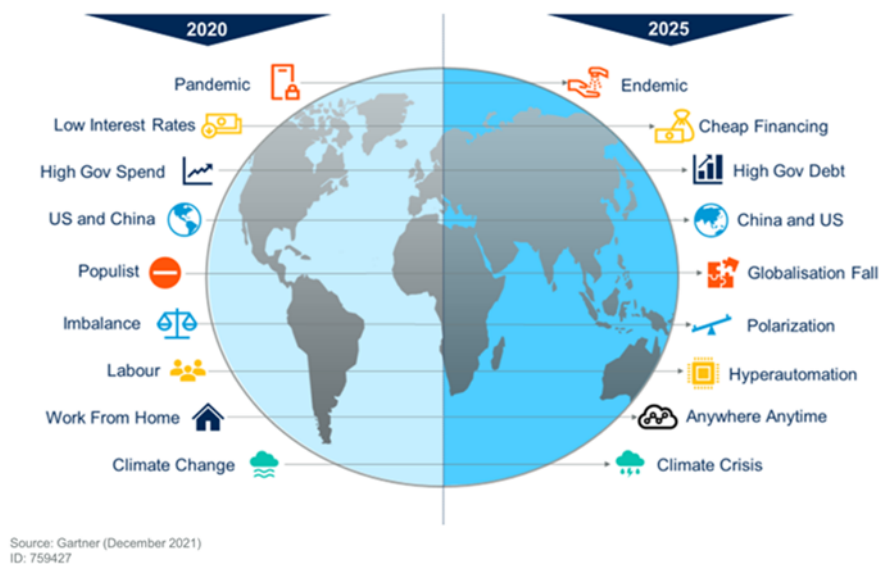 2020
2025
Pandemic
Endemic
Low Interest Rates
Cheap Financing
High Gov Spend
High Gov Debt
US and China
China and US
Populist
Globalisation Fall
Imbalance
Polarization
Labour
Hyperautomation
Work From Home
Anywhere Anytime
Climate Change
Climate Crisis
Source: Gartner (December 2021)
ID: 759427